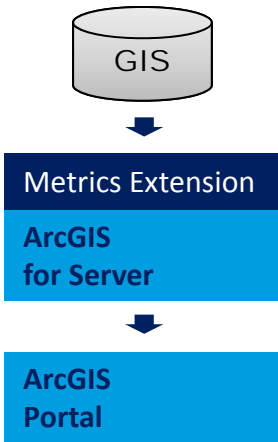 GIS
Metrics Extension
ArcGIS
for Server
ArcGIS
Portal